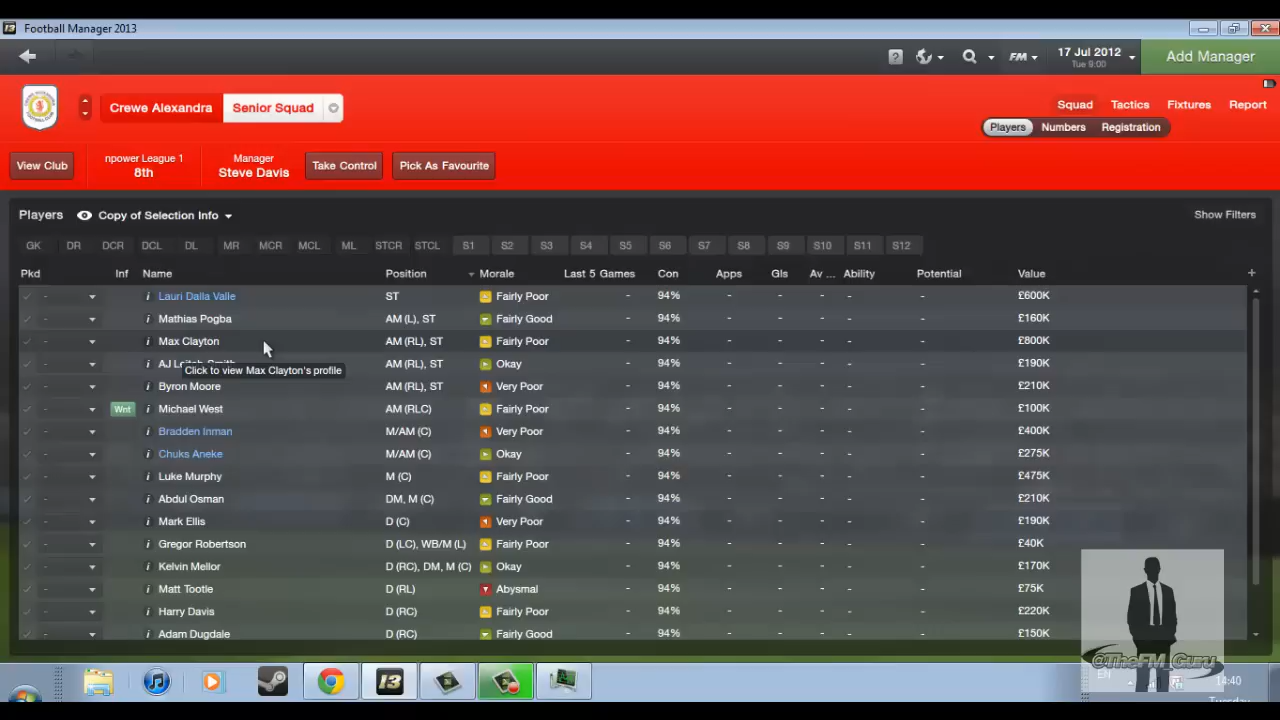 Football Manager 2013
FM 17 Jul 2012 Tue 9:00 Add Manager
Crewe Alexandra Senior Squad Squad Tactics Fixtures Report
Players Numbers Registration
View Club npower League 1 8th Manager Steve Davis Take Control Pick As Favourite
Players Copy of Selection Info Show Filters
GK DR DCR DCL DL MR MCR MCL ML STCR STCL S1 S2 S3 S4 S5 S6 S7 S8 S9 S10 S11 S12
Pkd Inf Name Position Morale Last 5 Games Con Apps Gls Av ... Ability Potential Value +
- i Lauri Dalla Valle ST Fairly Poor - 94% - - - - - £600K
- i Mathias Pogba AM (L), ST Fairly Good - 94% - - - - - £160K
- i Max Clayton AM (RL), ST Fairly Poor - 94% - - - - - £800K
- i AJ Leitch-Smith AM (RL), ST Okay - 94% - - - - - £190K
Click to view Max Clayton's profile
- i Byron Moore AM (RL), ST Very Poor - 94% - - - - - £210K
- Wnt i Michael West AM (RLC) Fairly Poor - 94% - - - - - £100K
- i Bradden Inman M/AM (C) Very Poor - 94% - - - - - £400K
- i Chuks Aneke M/AM (C) Okay - 94% - - - - - £275K
- i Luke Murphy M (C) Fairly Poor - 94% - - - - - £475K
- i Abdul Osman DM, M (C) Fairly Good - 94% - - - - - £210K
- i Mark Ellis D (C) Very Poor - 94% - - - - - £190K
- i Gregor Robertson D (LC), WB/M (L) Fairly Poor - 94% - - - - - £40K
- i Kelvin Mellor D (RC), DM, M (C) Okay - 94% - - - - - £170K
- i Matt Tootie D (RL) Abysmal - 94% - - - - - £75K
- i Harry Davis D (RC) Fairly Poor - 94% - - - - - £220K
- i Adam Dugdale D (RC) Fairly Good - 94% - - - - - £150K
@TheFM_Guru
EN 14:40
Tuesday